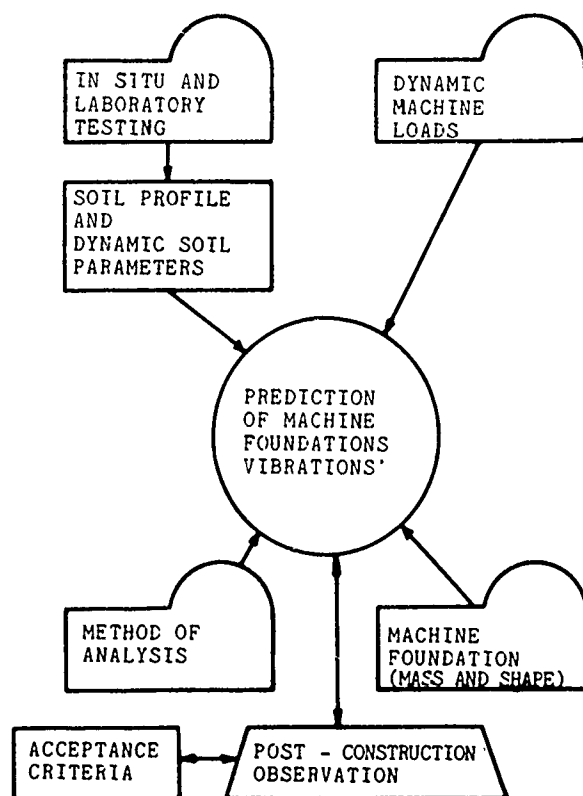 IN SITU AND
LABORATORY
TESTING
DYNAMIC
MACHINE
LOADS
SOIL PROFILE
AND
DYNAMIC SOIL
PARAMETERS
PREDICTION
OF MACHINE
FOUNDATIONS
VIBRATIONS'
METHOD OF
ANALYSIS
MACHINE
FOUNDATION
(MASS AND SHAPE)
ACCEPTANCE
CRITERIA
POST - CONSTRUCTION
OBSERVATION